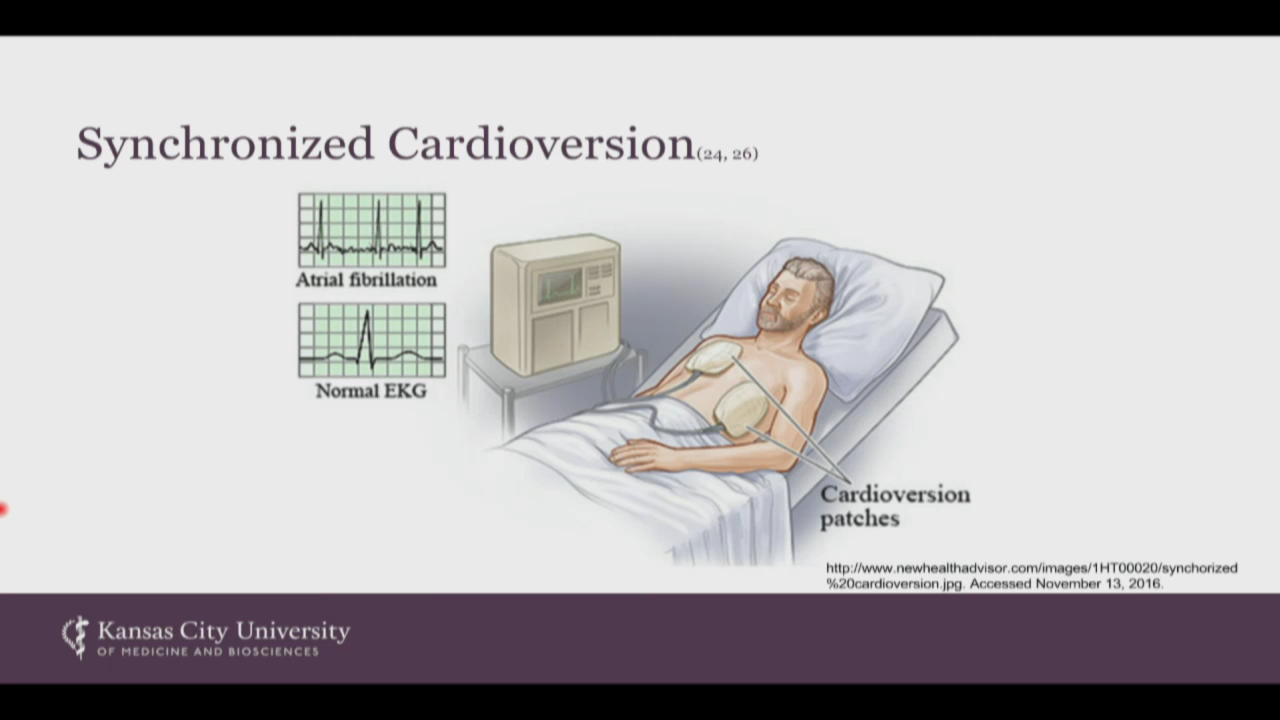 Synchronized Cardioversion(24, 26)
Atrial fibrillation
Normal EKG
Cardioversion
patches
http://www.newhealthadvisor.com/images/1HT00020/synchorized
%20cardioversion.jpg. Accessed November 13, 2016.
Kansas City University
OF MEDICINE AND BIOSCIENCES